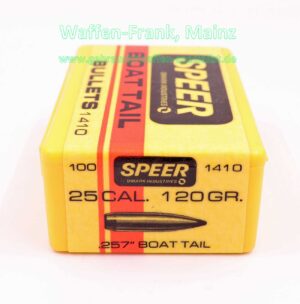 Waffen-Frank, Mainz
SPEER
OMARK INDUSTRIES
BOAT TAIL
BULLETS 1410
100
SPEER
OMARK INDUSTRIES
1410
25 CAL. 120 GR.
.257" BOAT TAIL